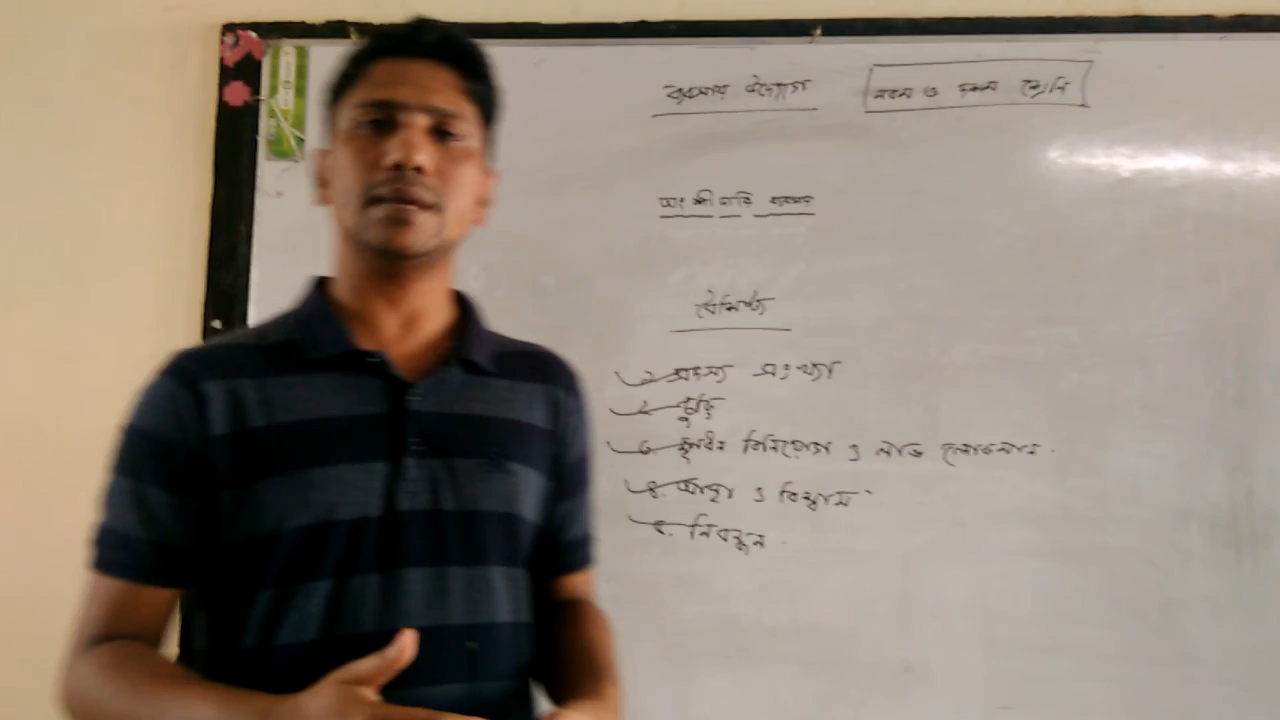 ব্যবসায় উদ্যোগ
নবম ও দশম শ্রেণি
অংশীদারি ব্যবসায়
বৈশিষ্ট্য
১. সদস্য সংখ্যা
২. চুক্তি
৩. মূলধন বিনিয়োগ ও লাভ লোকসান.
৪. আস্থা ও বিশ্বাস
৫. নিবন্ধন.